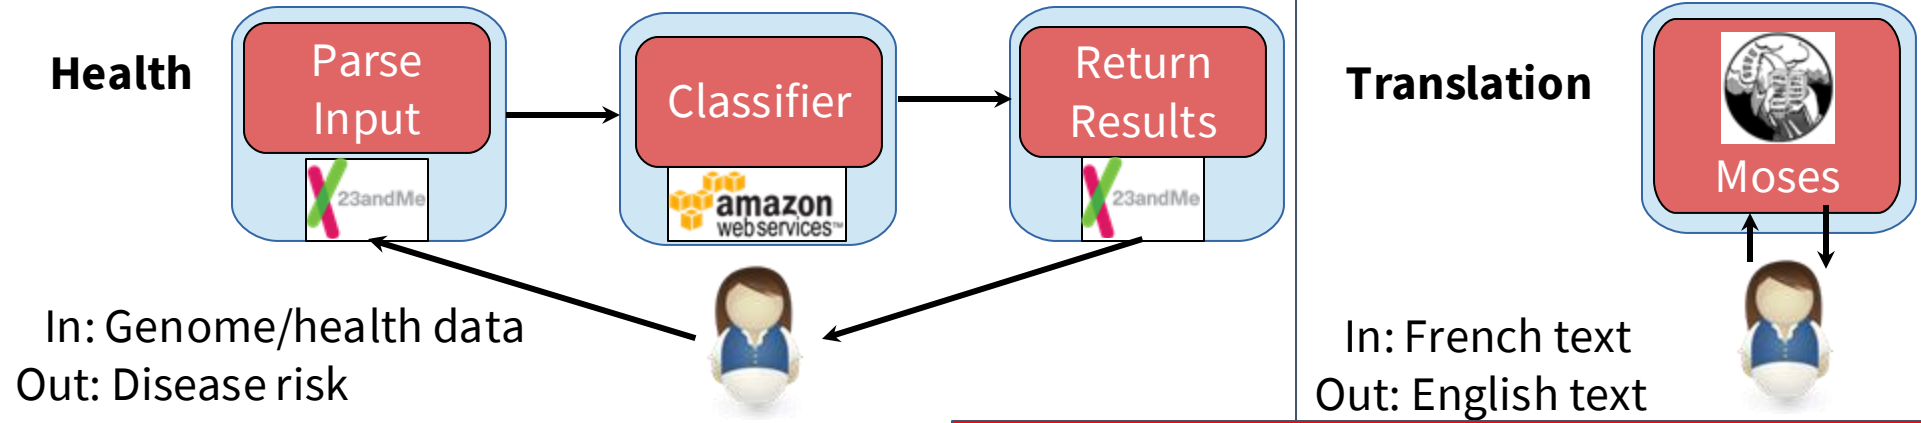 Health
Parse
Input
23andMe
Classifier
amazon
webservices™
Return
Results
23andMe
In: Genome/health data
Out: Disease risk
Translation
Moses
In: French text
Out: English text